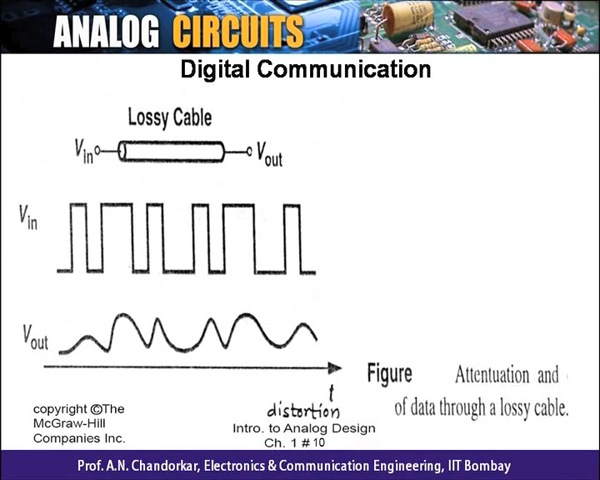 ANALOG CIRCUITS
Digital Communication
Lossy Cable
Vin Vout
Vin
Vout
t
Figure Attentuation and
distortion of data through a lossy cable.
copyright ©The
McGraw-Hill
Companies Inc.
Intro. to Analog Design
Ch. 1 # 10
Prof. A.N. Chandorkar, Electronics & Communication Engineering, IIT Bombay